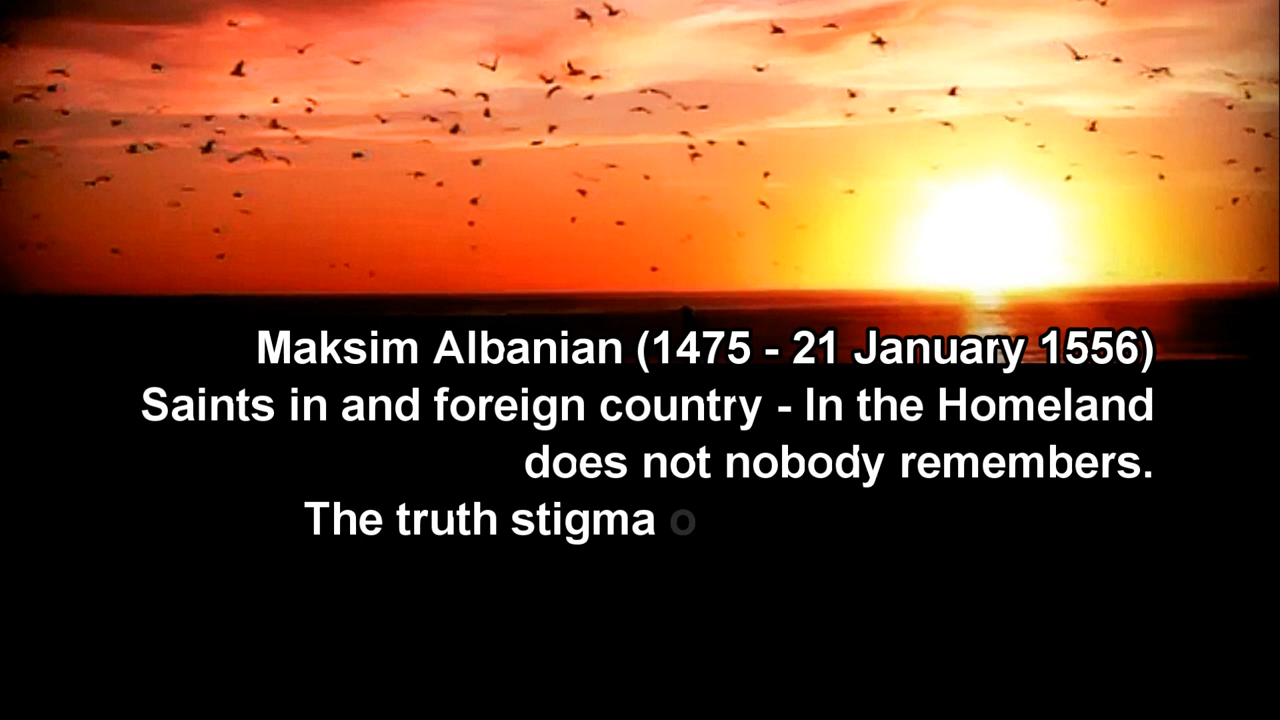 Maksim Albanian (1475 - 21 January 1556)
Saints in and foreign country - In the Homeland
does not nobody remembers.
The truth stigma o